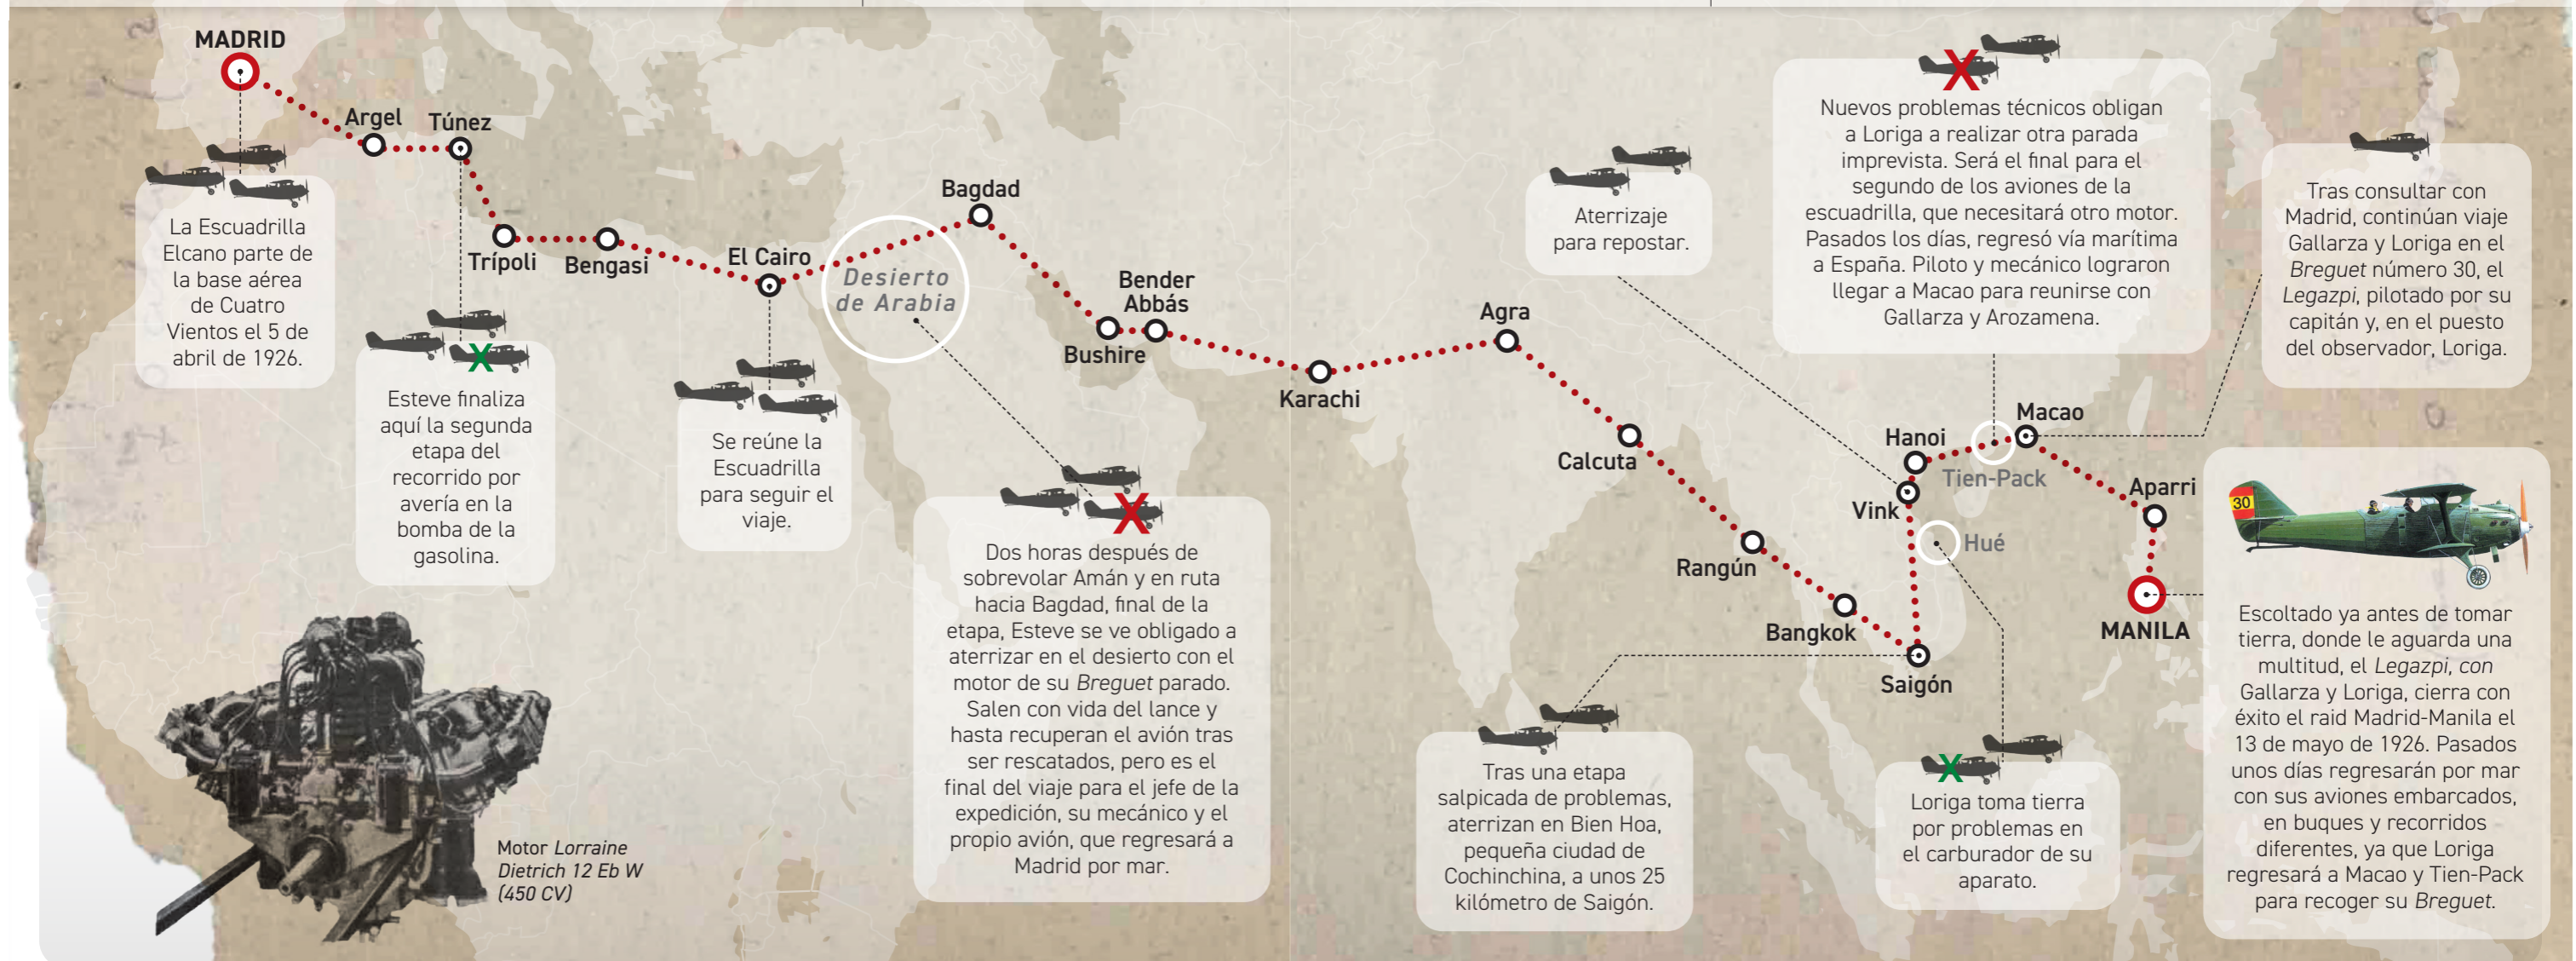 MADRID
La Escuadrilla
Elcano parte de
la base aérea
de Cuatro
Vientos el 5 de
abril de 1926.
Argel
Túnez
Esteve finaliza
aquí la segunda
etapa del
recorrido por
avería en la
bomba de la
gasolina.
Trípoli
Bengasi
El Cairo
Se reúne la
Escuadrilla
para seguir el
viaje.
Desierto
de Arabia
Dos horas después de
sobrevolar Amán y en ruta
hacia Bagdad, final de la
etapa, Esteve se ve obligado a
aterrizar en el desierto con el
motor de su Breguet parado.
Salen con vida del lance y
hasta recuperan el avión tras
ser rescatados, pero es el
final del viaje para el jefe de la
expedición, su mecánico y el
propio avión, que regresará a
Madrid por mar.
Bagdad
Bushire
Bender
Abbás
Karachi
Agra
Calcuta
Rangún
Bangkok
Saigón
Tras una etapa
salpicada de problemas,
aterrizan en Bien Hoa,
pequeña ciudad de
Cochinchina, a unos 25
kilómetro de Saigón.
Hué
Loriga toma tierra
por problemas en
el carburador de su
aparato.
Vink
Aterrizaje
para repostar.
Hanoi
Tien-Pack
Nuevos problemas técnicos obligan
a Loriga a realizar otra parada
imprevista. Será el final para el
segundo de los aviones de la
escuadrilla, que necesitará otro motor.
Pasados los días, regresó vía marítima
a España. Piloto y mecánico lograron
llegar a Macao para reunirse con
Gallarza y Arozamena.
Macao
Tras consultar con
Madrid, continúan viaje
Gallarza y Loriga en el
Breguet número 30, el
Legazpi, pilotado por su
capitán y, en el puesto
del observador, Loriga.
Aparri
MANILA
30
Escoltado ya antes de tomar
tierra, donde le aguarda una
multitud, el Legazpi, con
Gallarza y Loriga, cierra con
éxito el raid Madrid-Manila el
13 de mayo de 1926. Pasados
unos días regresarán por mar
con sus aviones embarcados,
en buques y recorridos
diferentes, ya que Loriga
regresará a Macao y Tien-Pack
para recoger su Breguet.
Motor Lorraine
Dietrich 12 Eb W
(450 CV)